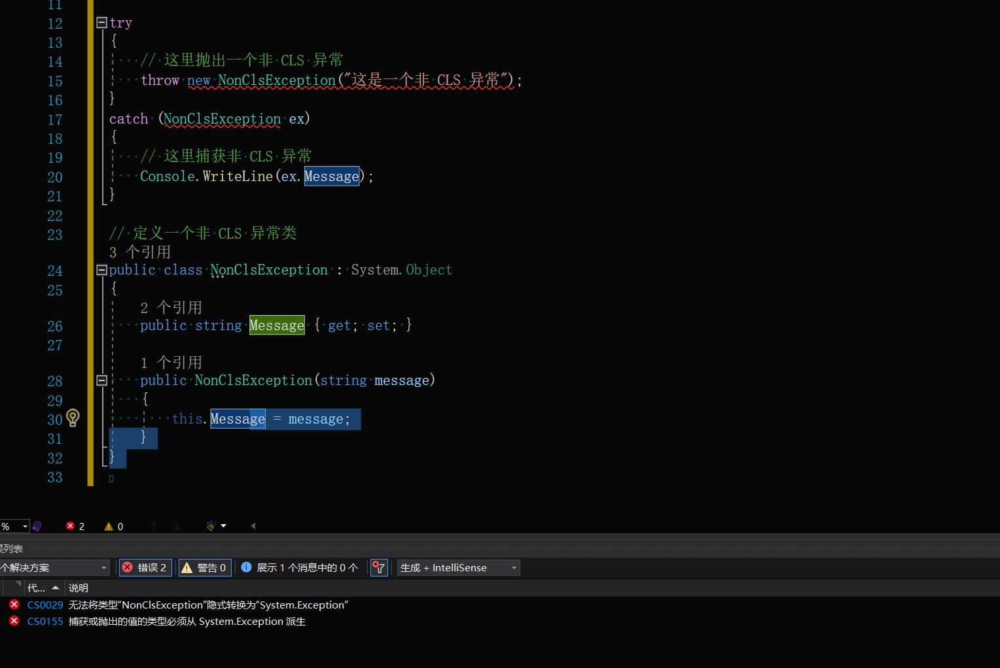 11
12 try
13 {
14 // 这里抛出一个非 CLS 异常
15 throw new NonClsException("这是一个非 CLS 异常");
16 }
17 catch (NonClsException ex)
18 {
19 // 这里捕获非 CLS 异常
20 Console.WriteLine(ex.Message);
21 }
22
23 // 定义一个非 CLS 异常类
3 个引用
24 public class NonClsException : System.Object
25 {
2 个引用
26 public string Message { get; set; }
27
1 个引用
28 public NonClsException(string message)
29 {
30 this.Message = message;
31 }
32 }
33
% 2 0
列表
个解决方案 错误 2 警告 0 展示 1 个消息中的 0 个 生成 + IntelliSense
代... 说明
CS0029 无法将类型“NonClsException”隐式转换为“System.Exception”
CS0155 捕获或抛出的值的类型必须从 System.Exception 派生